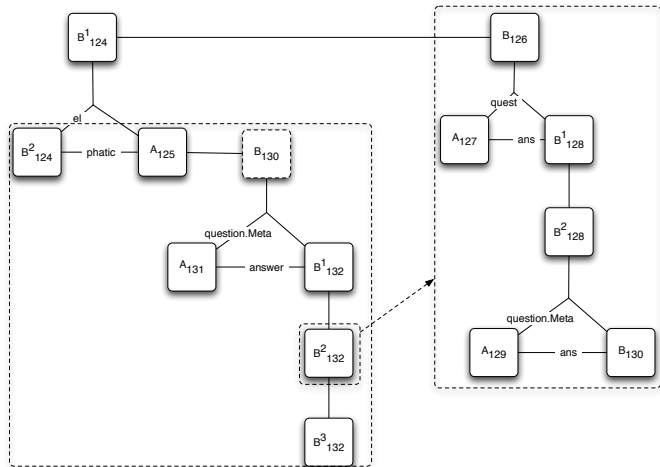 B¹₁₂₄
B₁₂₆
el
quest
B²₁₂₄
phatic
A₁₂₅
B₁₃₀
A₁₂₇
ans
B¹₁₂₈
B²₁₂₈
question.Meta
A₁₃₁
answer
B¹₁₃₂
question.Meta
B²₁₃₂
A₁₂₉
ans
B₁₃₀
B³₁₃₂